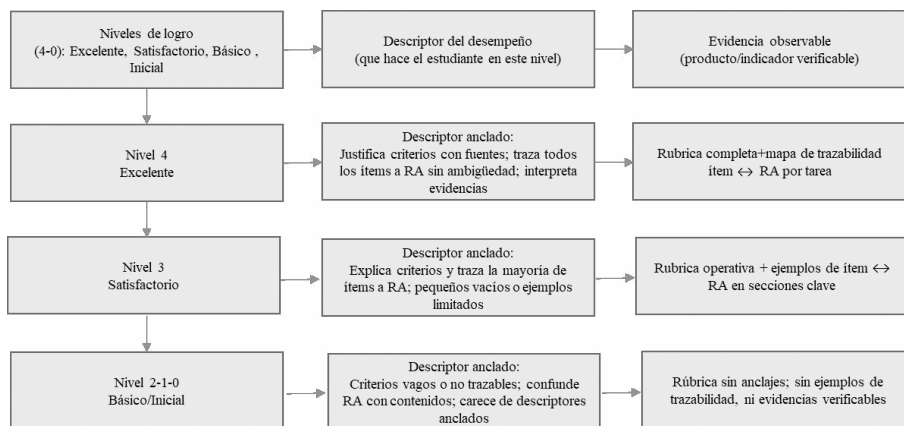 Niveles de logro
(4-0): Excelente, Satisfactorio, Básico ,
Inicial
Descriptor del desempeño
(que hace el estudiante en este nivel)
Evidencia observable
(producto/indicador verificable)
Nivel 4
Excelente
Descriptor anclado:
Justifica criterios con fuentes; traza todos
los ítems a RA sin ambigüedad; interpreta
evidencias
Rubrica completa+mapa de trazabilidad
ítem ↔ RA por tarea
Nivel 3
Satisfactorio
Descriptor anclado:
Explica criterios y traza la mayoría de
ítems a RA; pequeños vacíos o ejemplos
limitados
Rubrica operativa + ejemplos de ítem ↔
RA en secciones clave
Nivel 2-1-0
Básico/Inicial
Descriptor anclado:
Criterios vagos o no trazables; confunde
RA con contenidos; carece de descriptores
anclados
Rúbrica sin anclajes; sin ejemplos de
trazabilidad, ni evidencias verificables